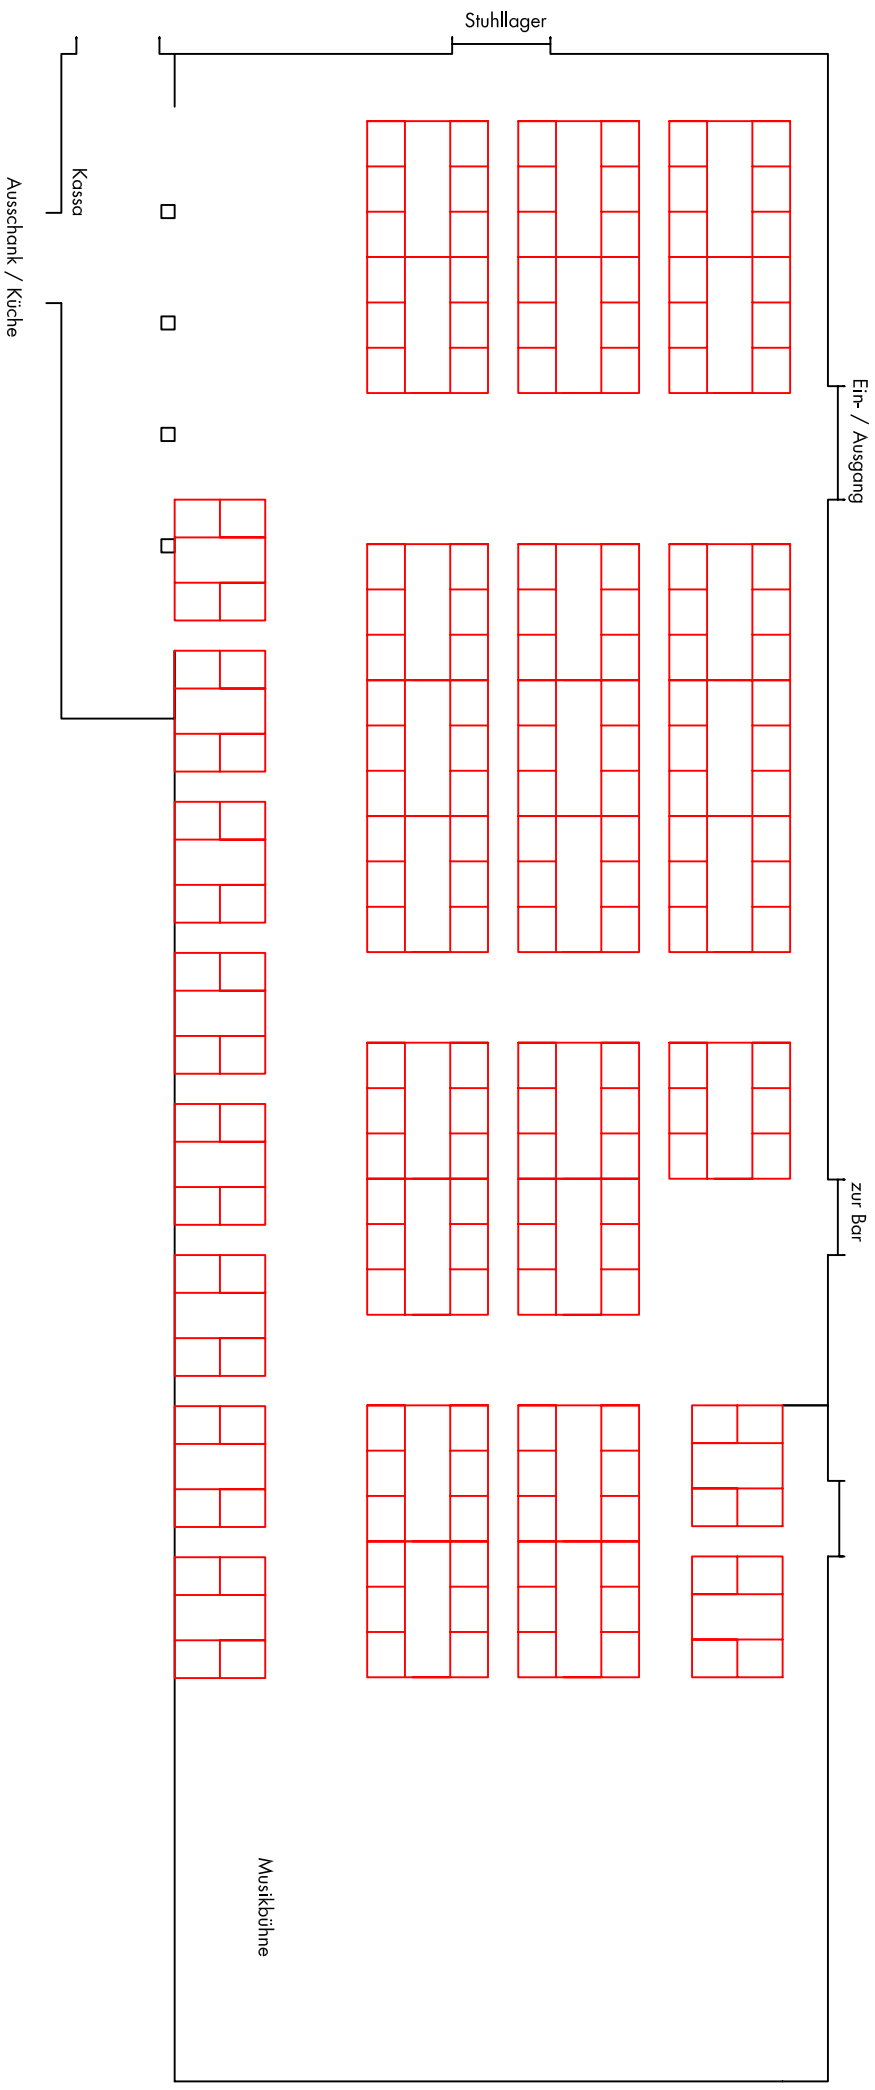 Stuhllager
Kassa
Ausschank / Küche
Ein- / Ausgang
zur Bar
Musikbühne